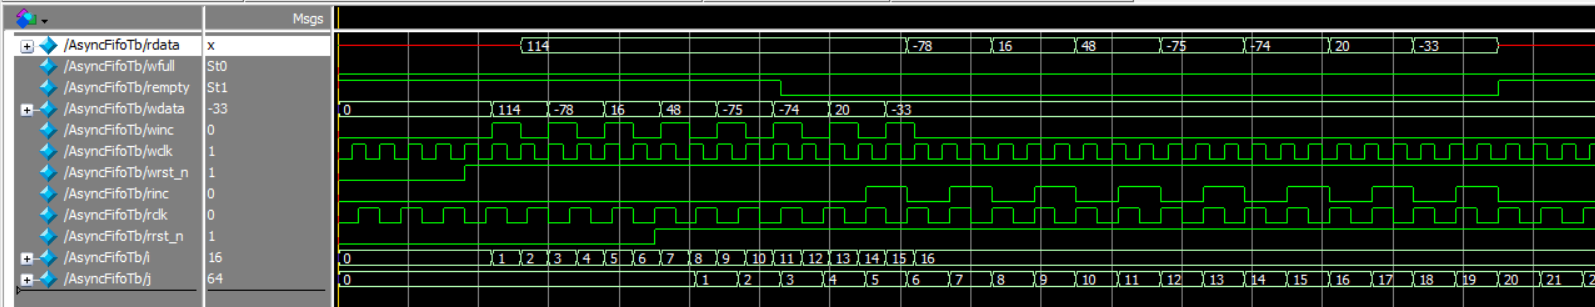 Msgs
/AsyncFifoTb/rdata x 114 -78 16 48 -75 -74 20 -33
/AsyncFifoTb/wfull St0
/AsyncFifoTb/rempty St1
/AsyncFifoTb/wdata -33 0 114 -78 16 48 -75 -74 20 -33
/AsyncFifoTb/winc 0
/AsyncFifoTb/wclk 1
/AsyncFifoTb/wrst_n 1
/AsyncFifoTb/rinc 0
/AsyncFifoTb/rclk 0
/AsyncFifoTb/rrst_n 1
/AsyncFifoTb/i 16 0 1 2 3 4 5 6 7 8 9 10 11 12 13 14 15 16
/AsyncFifoTb/j 64 0 1 2 3 4 5 6 7 8 9 10 11 12 13 14 15 16 17 18 19 20 21